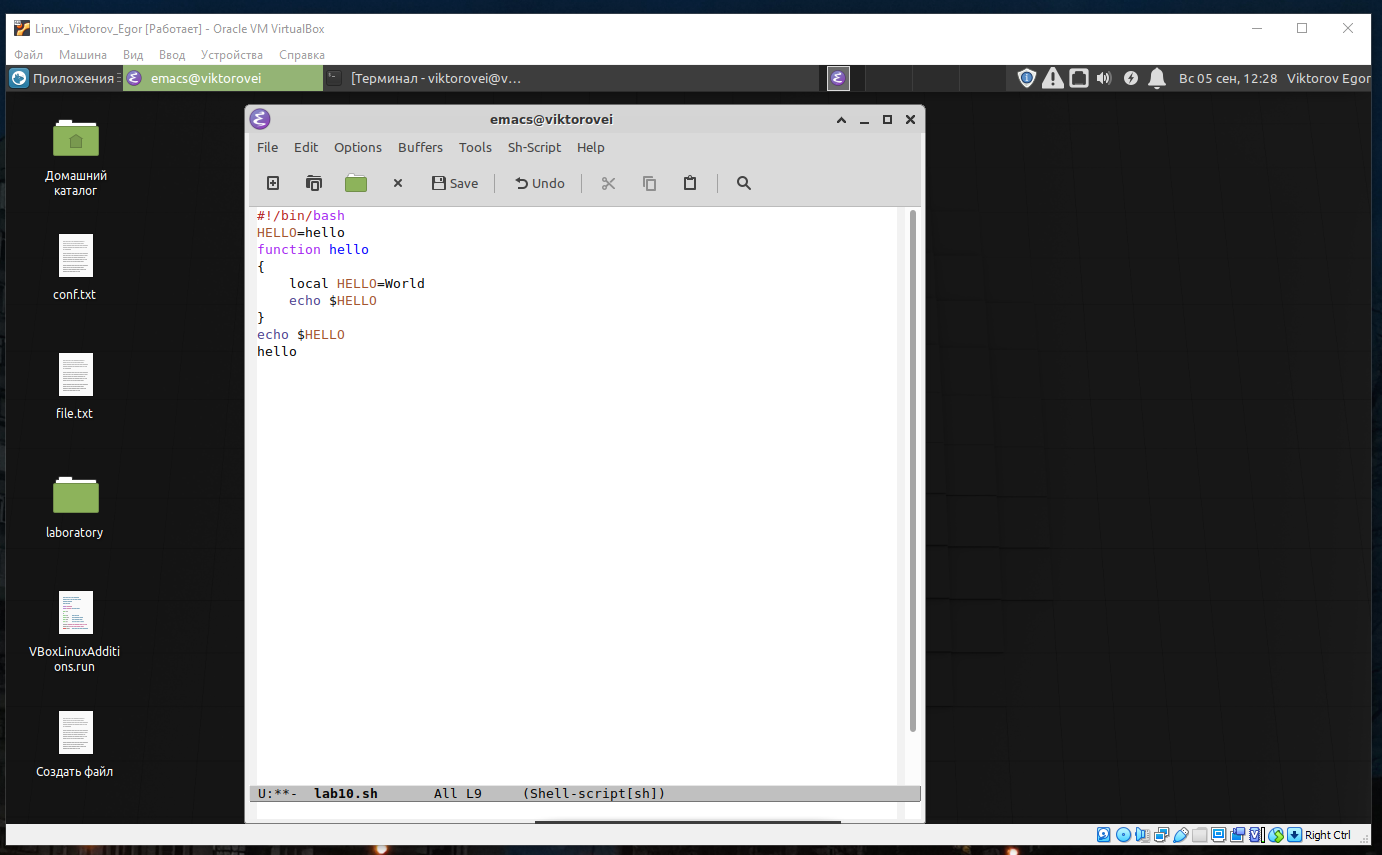 Linux_Viktorov_Egor [Работает] - Oracle VM VirtualBox
Файл Машина Вид Ввод Устройства Справка
Приложения emacs@viktorovei [Терминал - viktorovei@v... Вс 05 сен, 12:28 Viktorov Egor
Домашний
каталог
conf.txt
file.txt
laboratory
VBoxLinuxAdditi
ons.run
Создать файл
emacs@viktorovei
File Edit Options Buffers Tools Sh-Script Help
Save Undo
#!/bin/bash
HELLO=hello
function hello
{
    local HELLO=World
    echo $HELLO
}
echo $HELLO
hello
U:**- lab10.sh All L9 (Shell-script[sh])
Right Ctrl